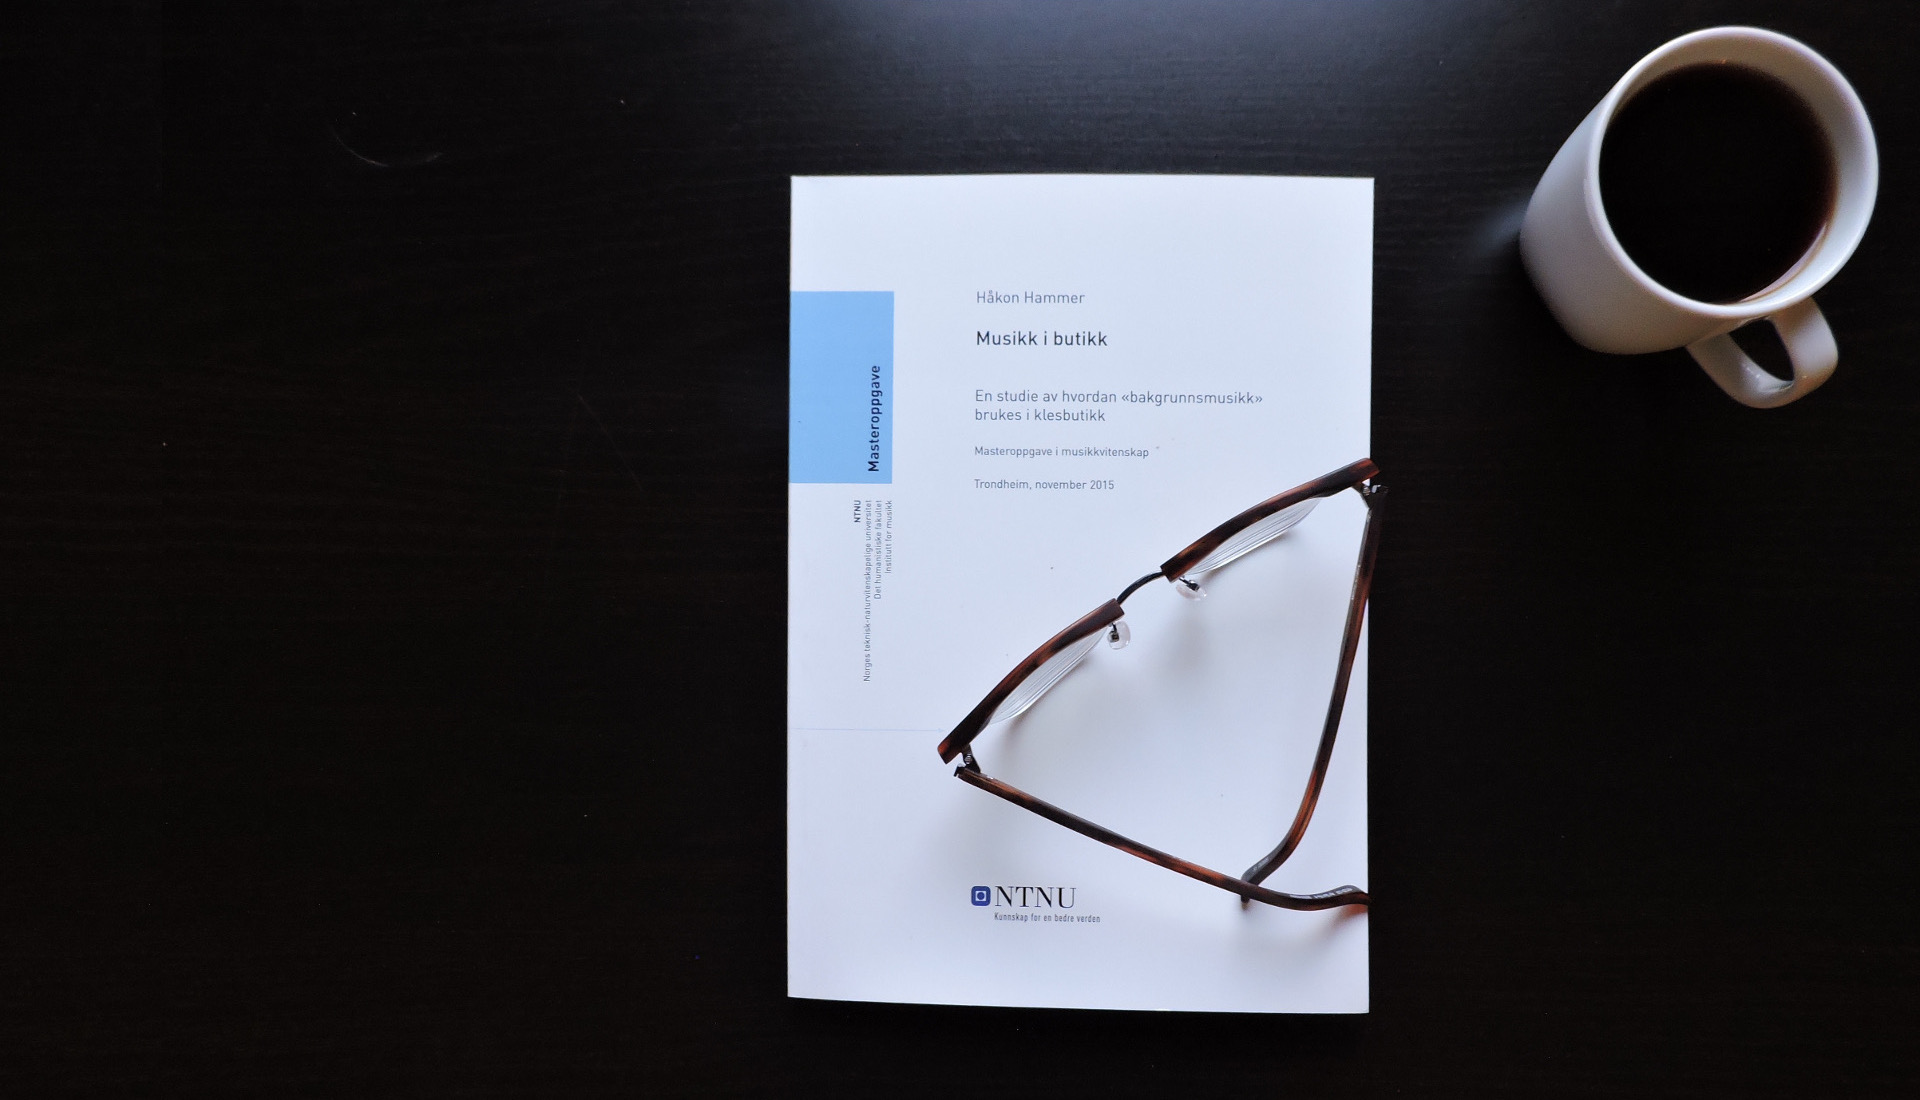 Håkon Hammer
Musikk i butikk
En studie av hvordan «bakgrunnsmusikk»
brukes i klesbutikk
Masteroppgave i musikkvitenskap
Trondheim, november 2015
Masteroppgave
NTNU
Norges teknisk-naturvitenskapelige universitet
Det humanistiske fakultet
Institutt for musikk
NTNU
Kunnskap for en bedre verden